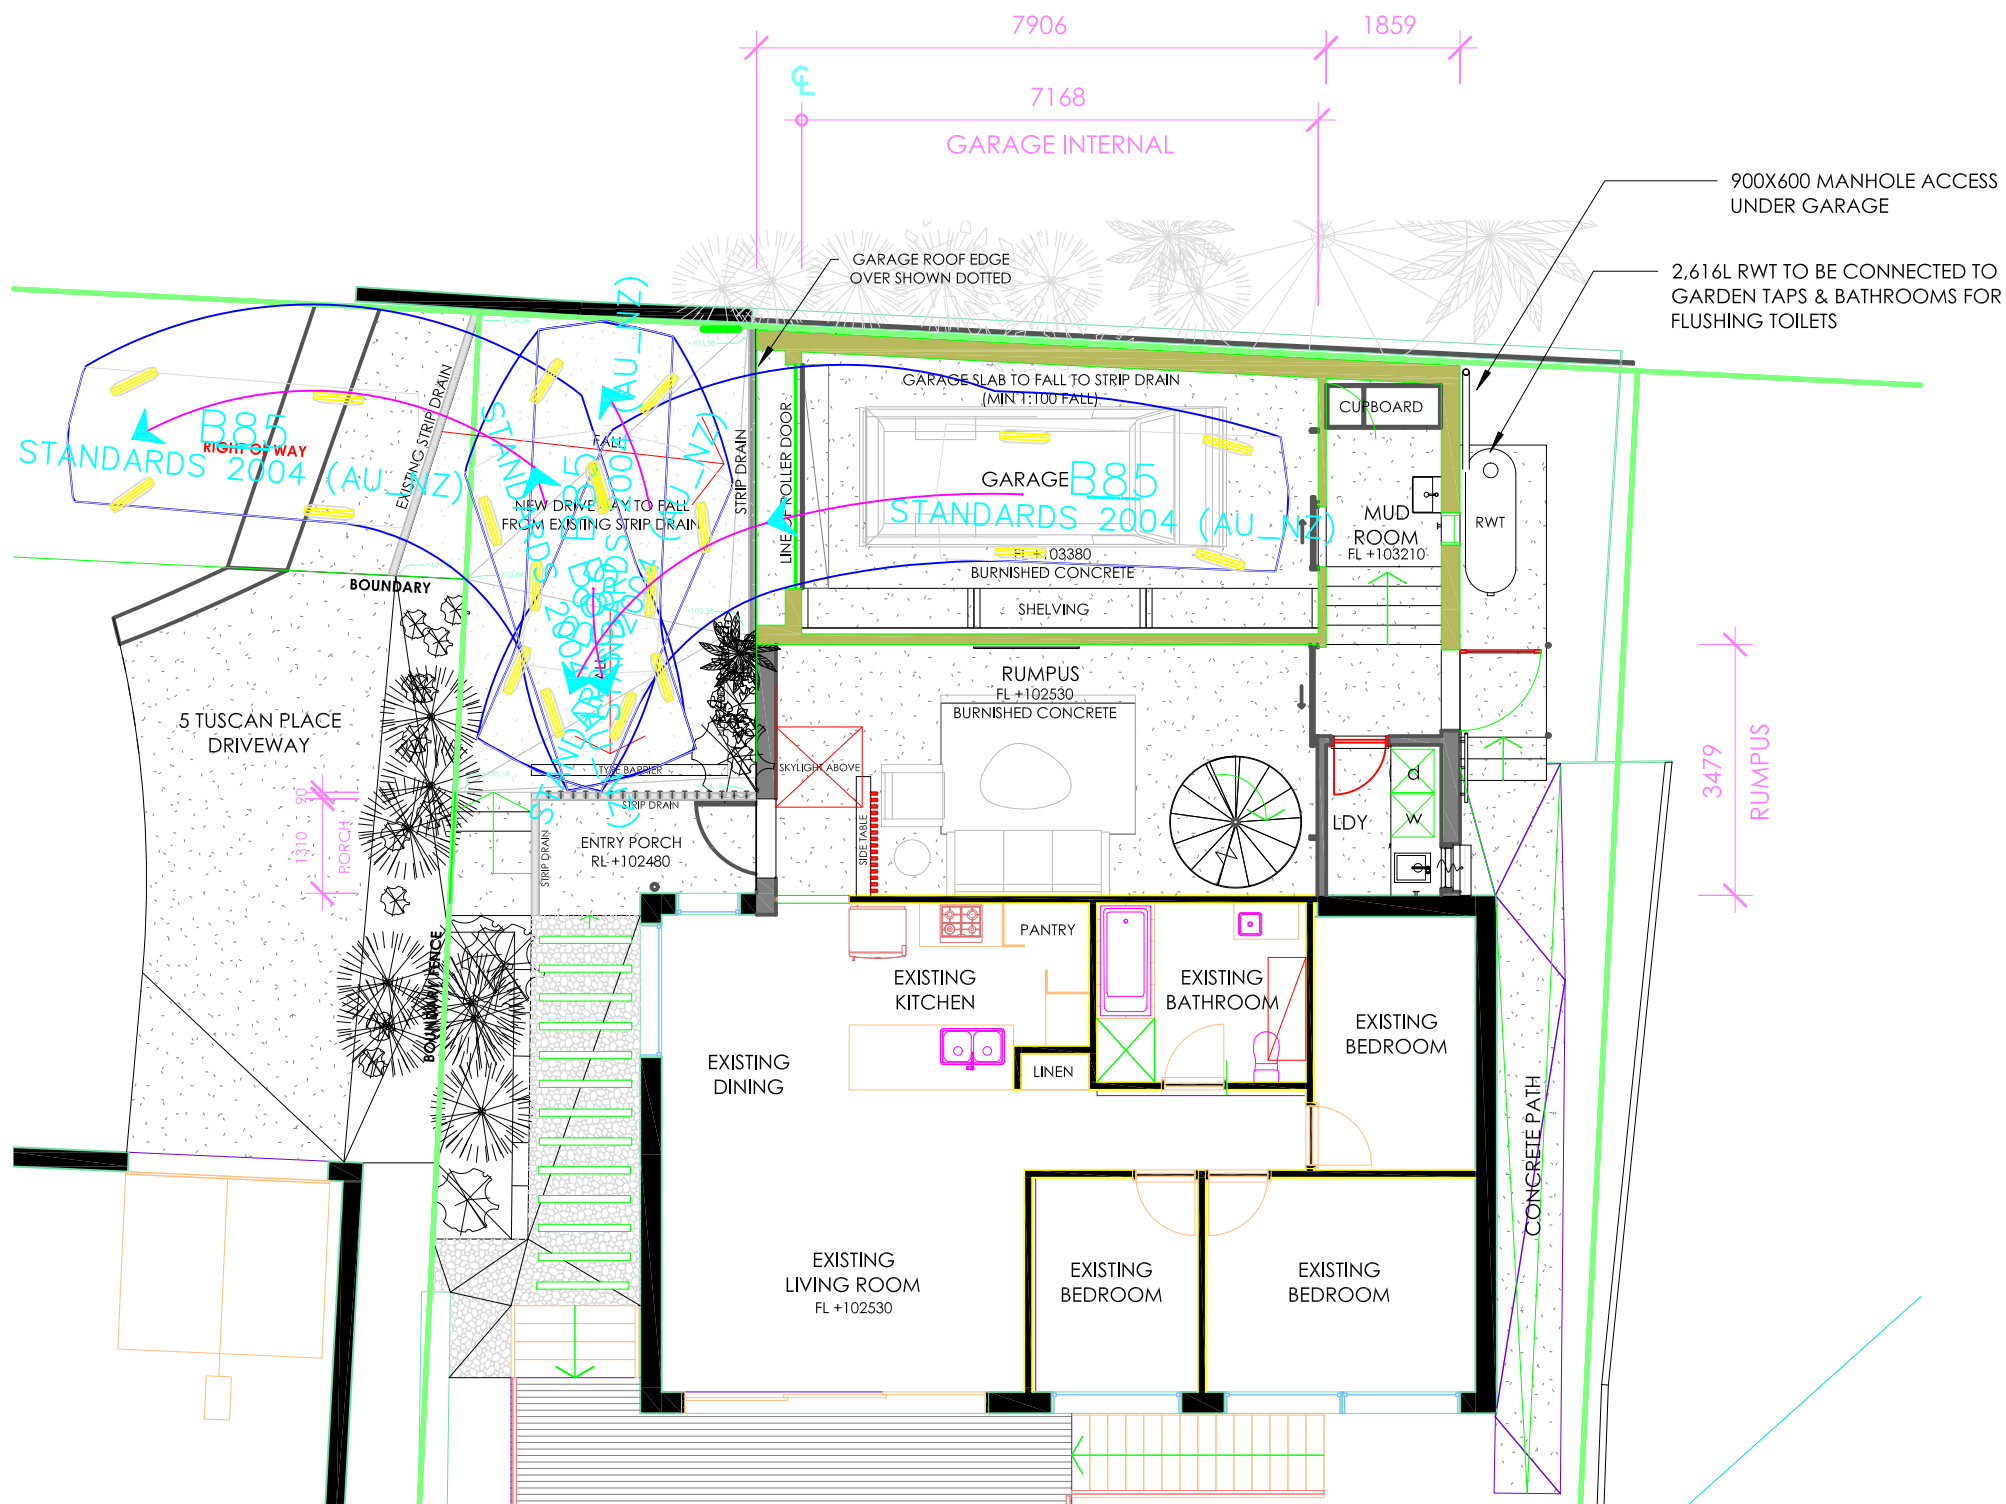 7906
1859
℄
7168
GARAGE INTERNAL
900X600 MANHOLE ACCESS
UNDER GARAGE
GARAGE ROOF EDGE
OVER SHOWN DOTTED
2,616L RWT TO BE CONNECTED TO
GARDEN TAPS & BATHROOMS FOR
FLUSHING TOILETS
B85
STANDARDS 2004 (AU_NZ)
RIGHT OF WAY
EXISTING STRIP DRAIN
FALL
NEW DRIVEWAY TO FALL
FROM EXISTING STRIP DRAIN
STRIP DRAIN
LINE OF ROLLER DOOR
GARAGE SLAB TO FALL TO STRIP DRAIN
(MIN 1:100 FALL)
GARAGE
B85
STANDARDS 2004 (AU_NZ)
FL +103380
BURNISHED CONCRETE
SHELVING
CUPBOARD
MUD
ROOM
FL +103210
RWT
BOUNDARY
5 TUSCAN PLACE
DRIVEWAY
RUMPUS
FL +102530
BURNISHED CONCRETE
SKYLIGHT ABOVE
TYRE BARRIER
STRIP DRAIN
STRIP DRAIN
ENTRY PORCH
RL +102480
SIDE TABLE
LDY
d
W
3479
RUMPUS
90
1310
PORCH
BOUNDARY FENCE
PANTRY
EXISTING
KITCHEN
EXISTING
BATHROOM
EXISTING
BEDROOM
EXISTING
DINING
LINEN
CONCRETE PATH
EXISTING
LIVING ROOM
FL +102530
EXISTING
BEDROOM
EXISTING
BEDROOM